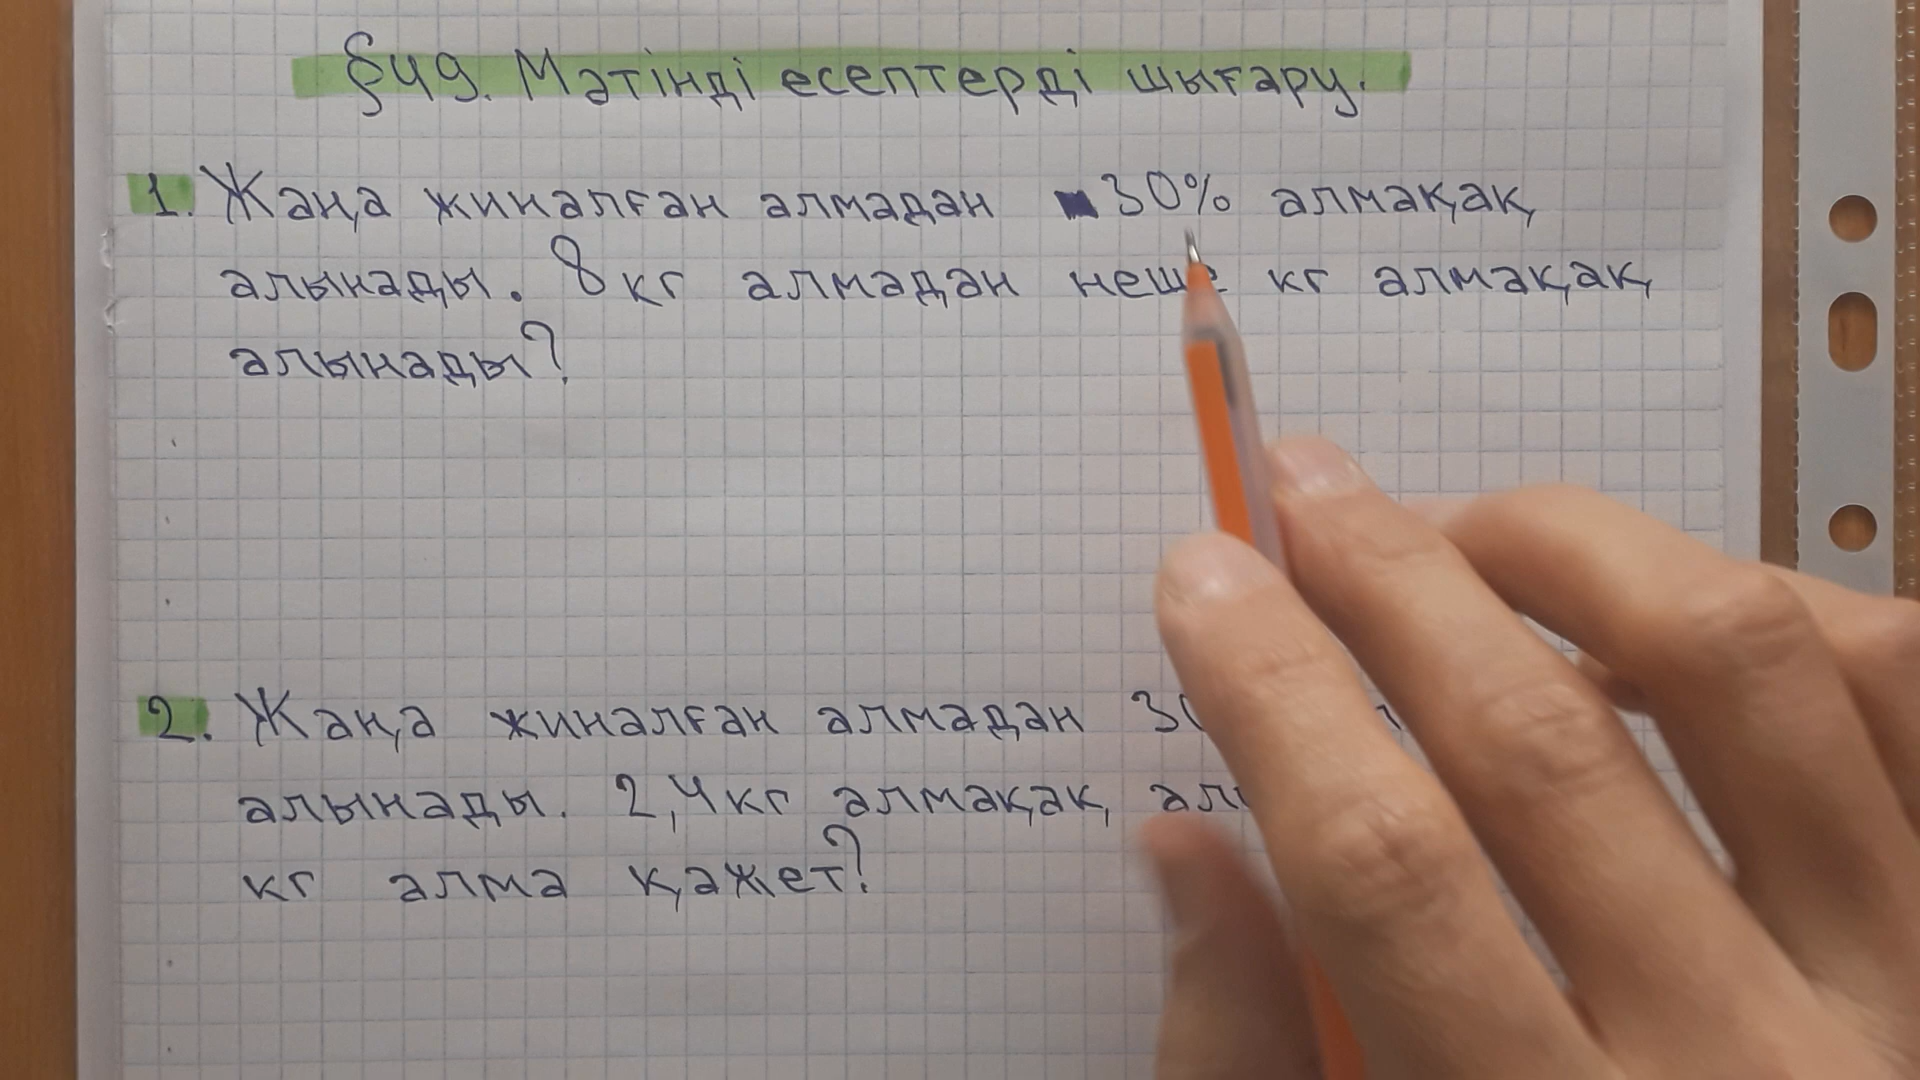 §49. Мәтінді есептерді шығару.
1. Жаңа жиналған алмадан 30% алмақақ
алынады. 8 кг алмадан неше кг алмақақ
алынады?
2. Жаңа жиналған алмадан
алынады. 2,4 кг алмақақ
кг алма қажет?